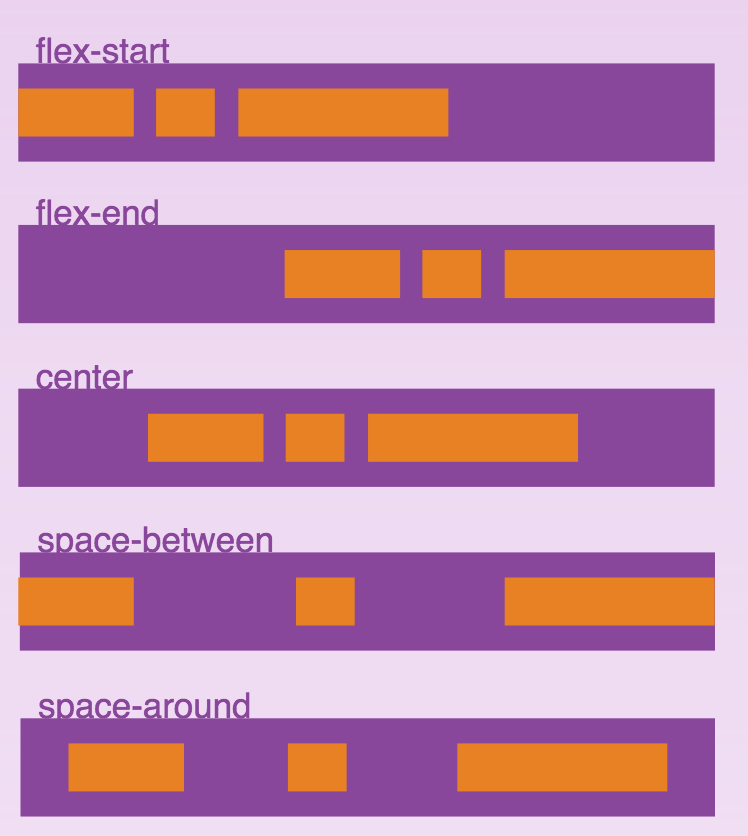 flex-start
flex-end
center
space-between
space-around